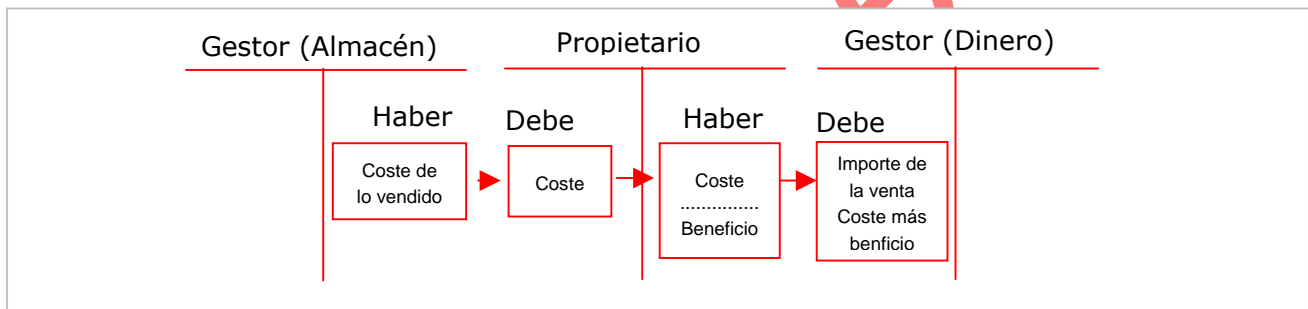 Gestor (Almacén)
Propietario
Gestor (Dinero)
Haber
Debe
Haber
Debe
Coste de
lo vendido
Coste
Coste
...............
Beneficio
Importe de
la venta
Coste más
benficio